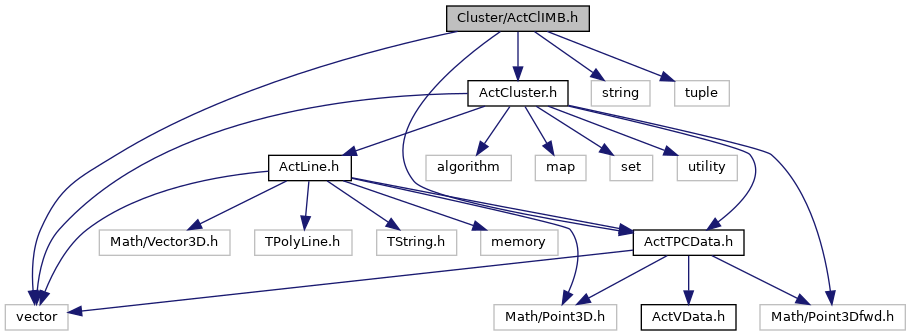 Cluster/ActClIMB.h
ActCluster.h
string
tuple
ActLine.h
algorithm
map
set
utility
Math/Vector3D.h
TPolyLine.h
TString.h
memory
ActTPCData.h
vector
Math/Point3D.h
ActVData.h
Math/Point3Dfwd.h